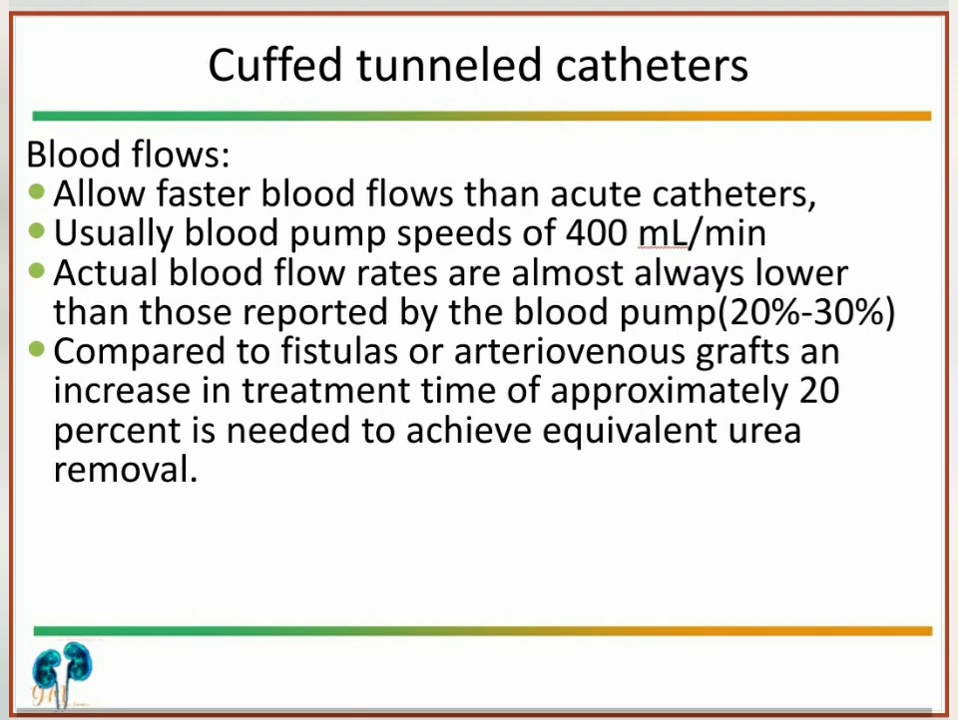 Cuffed tunneled catheters
Blood flows:
Allow faster blood flows than acute catheters,
Usually blood pump speeds of 400 mL/min
Actual blood flow rates are almost always lower
than those reported by the blood pump(20%-30%)
Compared to fistulas or arteriovenous grafts an
increase in treatment time of approximately 20
percent is needed to achieve equivalent urea
removal.